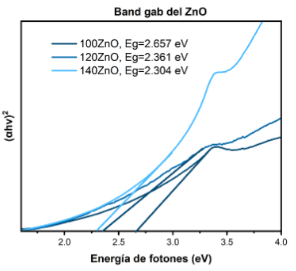 Band gab del ZnO
100ZnO, Eg=2.657 eV
120ZnO, Eg=2.361 eV
140ZnO, Eg=2.304 eV
(αhv)²
2.0 2.5 3.0 3.5 4.0
Energía de fotones (eV)